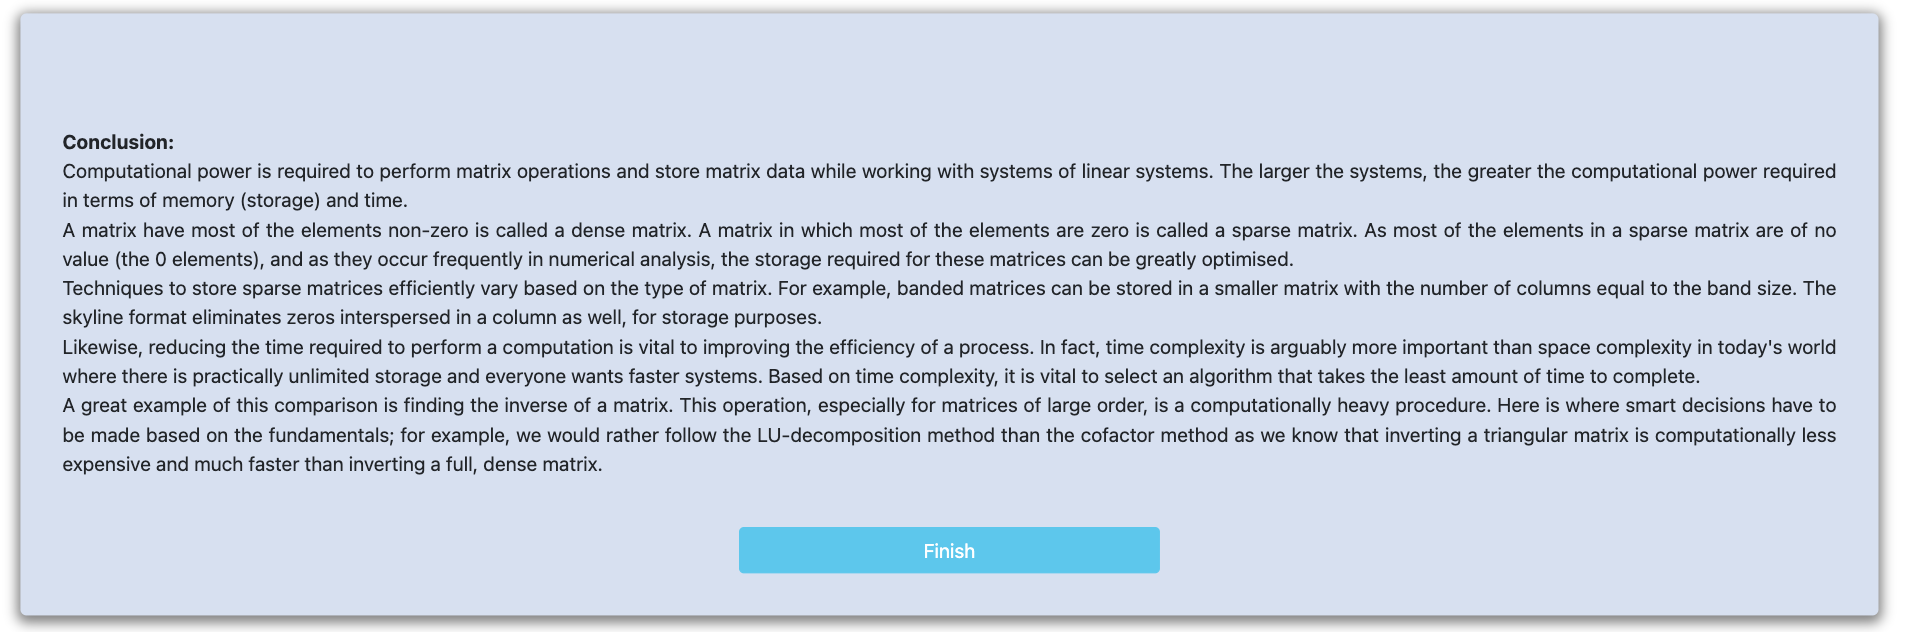 Conclusion:
Computational power is required to perform matrix operations and store matrix data while working with systems of linear systems. The larger the systems, the greater the computational power required
in terms of memory (storage) and time.
A matrix have most of the elements non-zero is called a dense matrix. A matrix in which most of the elements are zero is called a sparse matrix. As most of the elements in a sparse matrix are of no
value (the 0 elements), and as they occur frequently in numerical analysis, the storage required for these matrices can be greatly optimised.
Techniques to store sparse matrices efficiently vary based on the type of matrix. For example, banded matrices can be stored in a smaller matrix with the number of columns equal to the band size. The
skyline format eliminates zeros interspersed in a column as well, for storage purposes.
Likewise, reducing the time required to perform a computation is vital to improving the efficiency of a process. In fact, time complexity is arguably more important than space complexity in today's world
where there is practically unlimited storage and everyone wants faster systems. Based on time complexity, it is vital to select an algorithm that takes the least amount of time to complete.
A great example of this comparison is finding the inverse of a matrix. This operation, especially for matrices of large order, is a computationally heavy procedure. Here is where smart decisions have to
be made based on the fundamentals; for example, we would rather follow the LU-decomposition method than the cofactor method as we know that inverting a triangular matrix is computationally less
expensive and much faster than inverting a full, dense matrix.
Finish